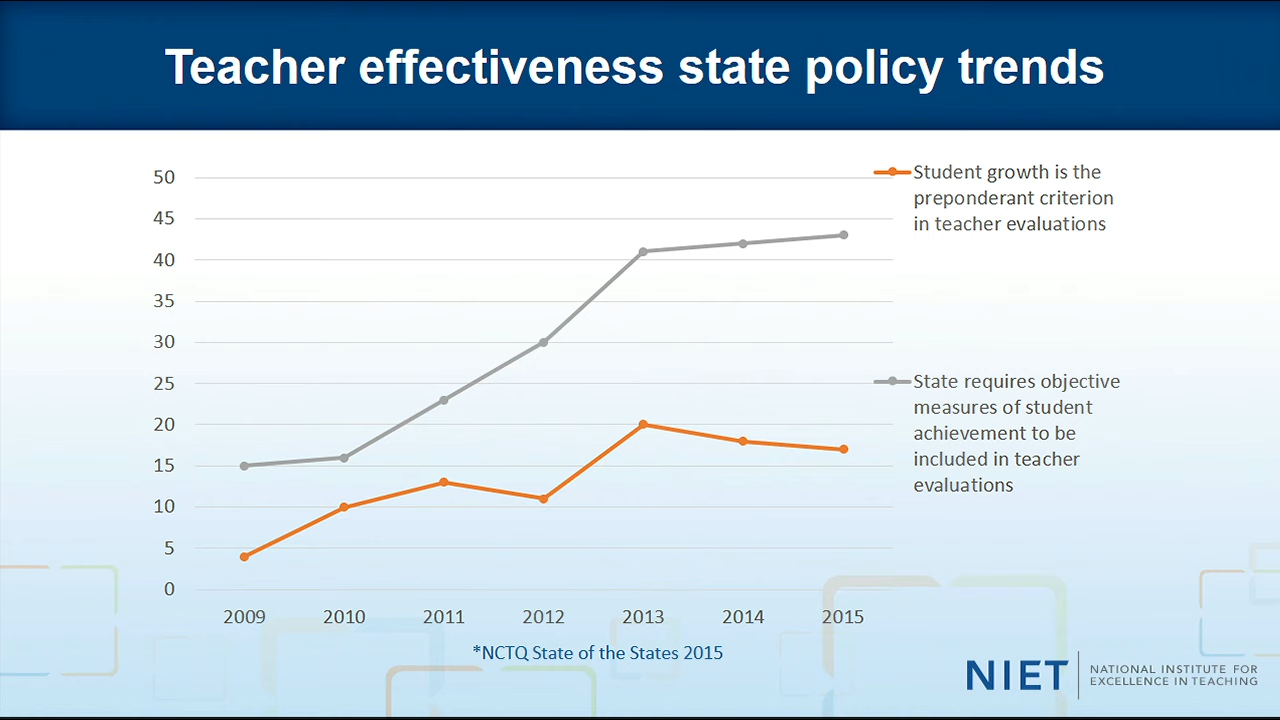 Teacher effectiveness state policy trends
50
45
40
35
30
25
20
15
10
5
0
2009 2010 2011 2012 2013 2014 2015
Student growth is the
preponderant criterion
in teacher evaluations
State requires objective
measures of student
achievement to be
included in teacher
evaluations
*NCTQ State of the States 2015
NIET
NATIONAL INSTITUTE FOR
EXCELLENCE IN TEACHING